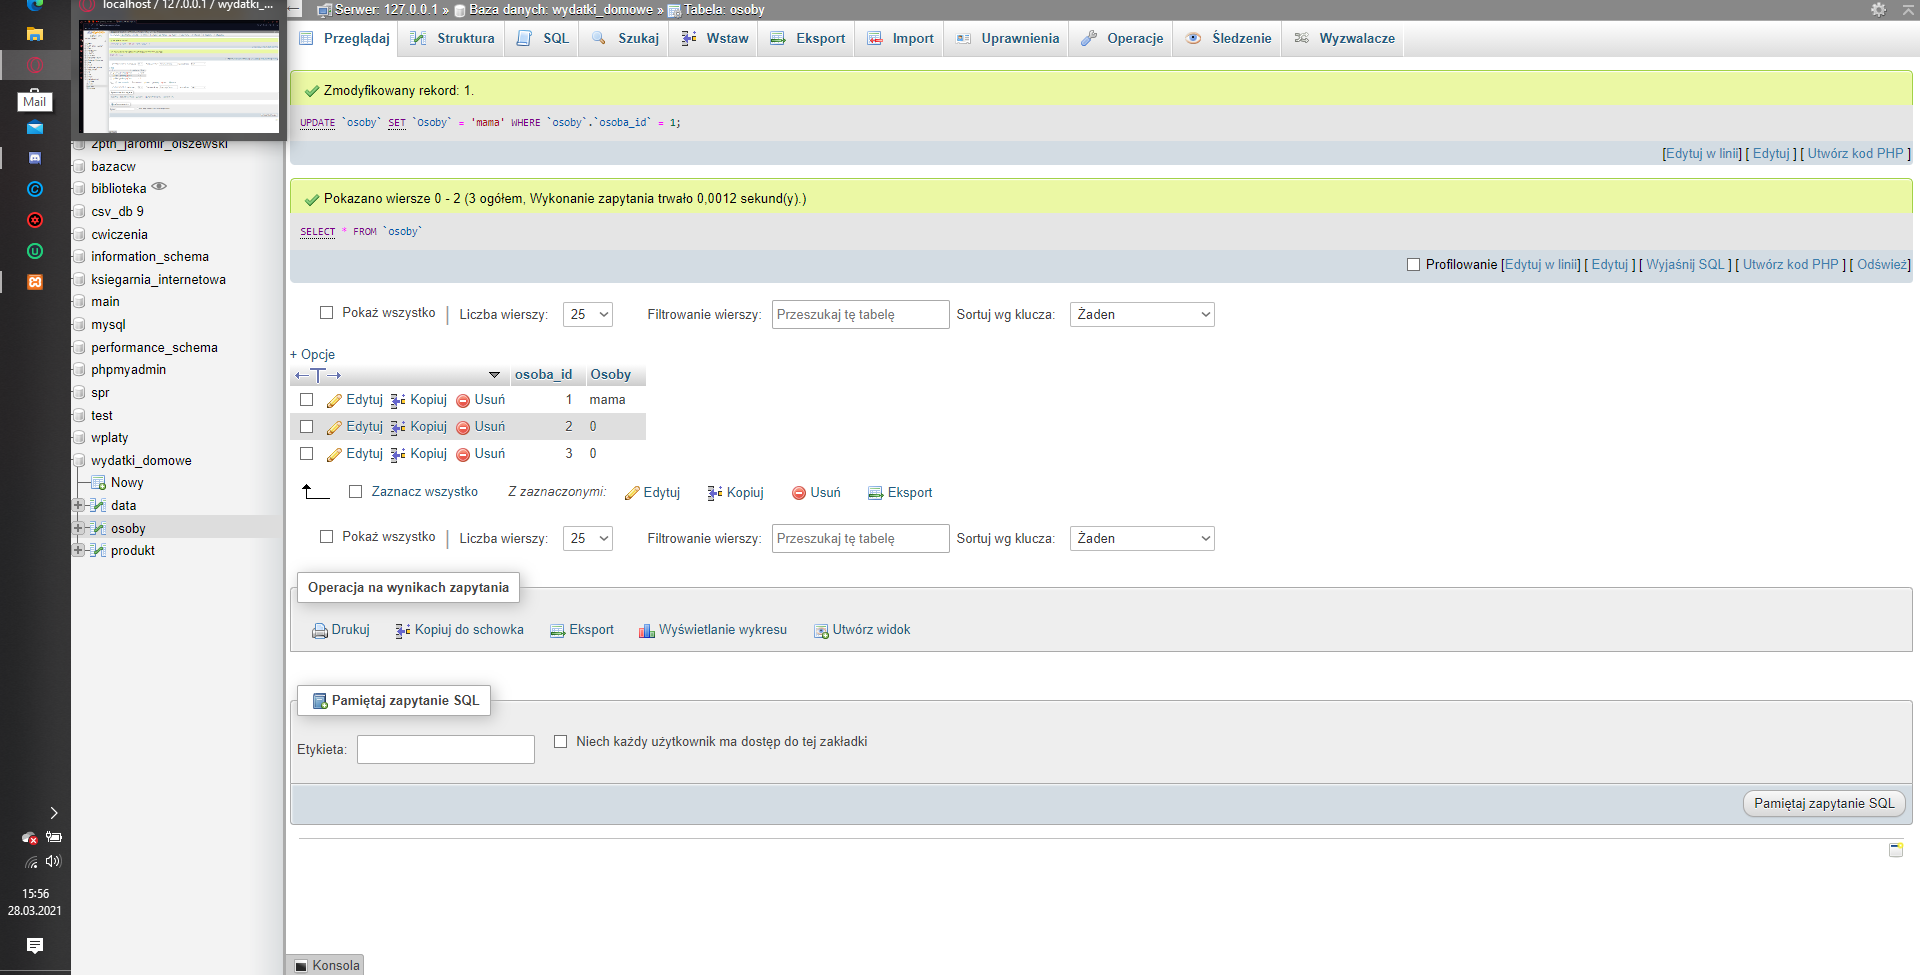 localhost / 127.0.0.1 / wydatki_...
Serwer: 127.0.0.1 » Baza danych: wydatki_domowe » Tabela: osoby
Przeglądaj Struktura SQL Szukaj Wstaw Eksport Import Uprawnienia Operacje Śledzenie Wyzwalacze
Mail
Zmodyfikowany rekord: 1.
UPDATE `osoby` SET `Osoby` = 'mama' WHERE `osoby`.`osoba_id` = 1;
[Edytuj w linii] [ Edytuj ] [ Utwórz kod PHP ]
Pokazano wiersze 0 - 2 (3 ogółem, Wykonanie zapytania trwało 0,0012 sekund(y).)
SELECT * FROM `osoby`
Profilowanie [Edytuj w linii] [ Edytuj ] [ Wyjaśnij SQL ] [ Utwórz kod PHP ] [ Odśwież]
2ptn_jaromir_olszewski
bazacw
biblioteka
csv_db 9
cwiczenia
information_schema
ksiegarnia_internetowa
main
mysql
performance_schema
phpmyadmin
spr
test
wplaty
wydatki_domowe
Nowy
data
osoby
produkt
Pokaż wszystko | Liczba wierszy: 25 Filtrowanie wierszy: Przeszukaj tę tabelę Sortuj wg klucza: Żaden
+ Opcje
osoba_id Osoby
Edytuj Kopiuj Usuń 1 mama
Edytuj Kopiuj Usuń 2 0
Edytuj Kopiuj Usuń 3 0
Zaznacz wszystko Z zaznaczonymi: Edytuj Kopiuj Usuń Eksport
Pokaż wszystko | Liczba wierszy: 25 Filtrowanie wierszy: Przeszukaj tę tabelę Sortuj wg klucza: Żaden
Operacja na wynikach zapytania
Drukuj Kopiuj do schowka Eksport Wyświetlanie wykresu Utwórz widok
Pamiętaj zapytanie SQL
Etykieta: Niech każdy użytkownik ma dostęp do tej zakładki
Pamiętaj zapytanie SQL
15:56
28.03.2021
Konsola